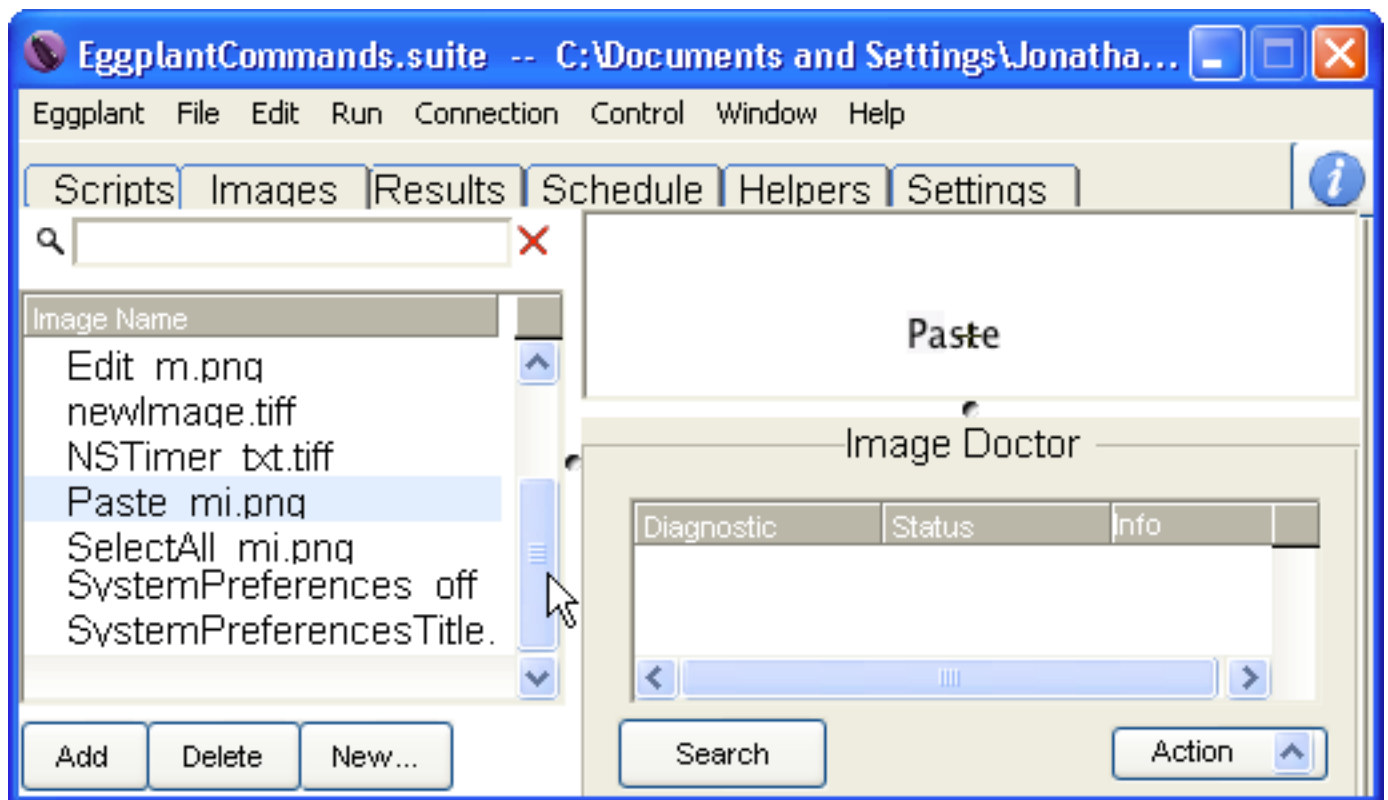 EggplantCommands.suite -- C:\Documents and Settings\Jonatha...
Eggplant File Edit Run Connection Control Window Help
Scripts Images Results Schedule Helpers Settings
Image Name
Edit_m.png
newImage.tiff
NSTimer_txt.tiff
Paste_mi.png
SelectAll_mi.png
SystemPreferences_off
SystemPreferencesTitle.
Add Delete New...
Paste
Image Doctor
Diagnostic Status Info
Search Action